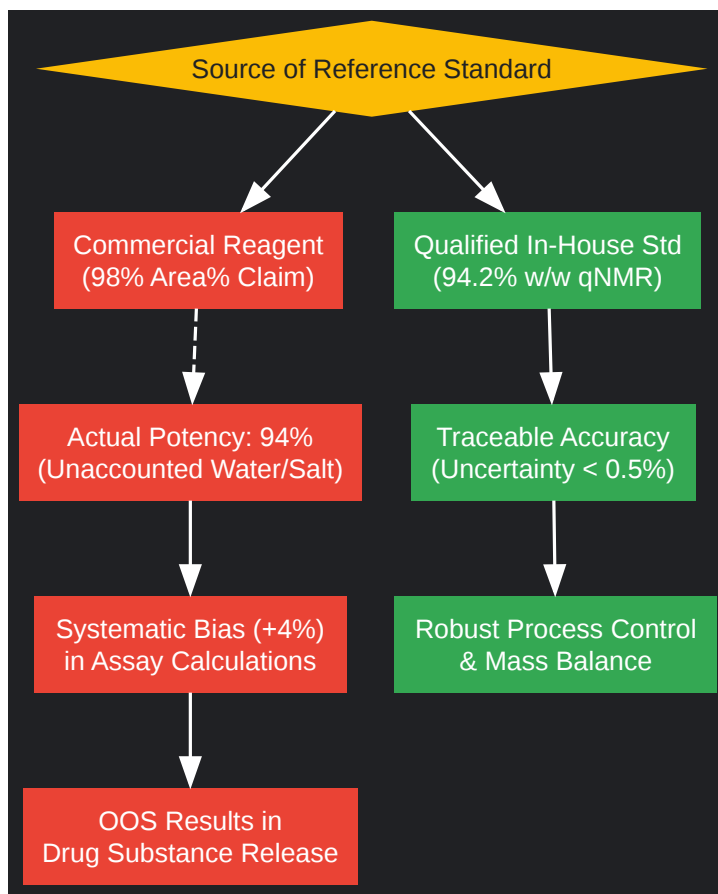 Source of Reference Standard
Commercial Reagent
(98% Area% Claim)
Qualified In-House Std
(94.2% w/w qNMR)
Actual Potency: 94%
(Unaccounted Water/Salt)
Traceable Accuracy
(Uncertainty < 0.5%)
Systematic Bias (+4%)
in Assay Calculations
Robust Process Control
& Mass Balance
OOS Results in
Drug Substance Release